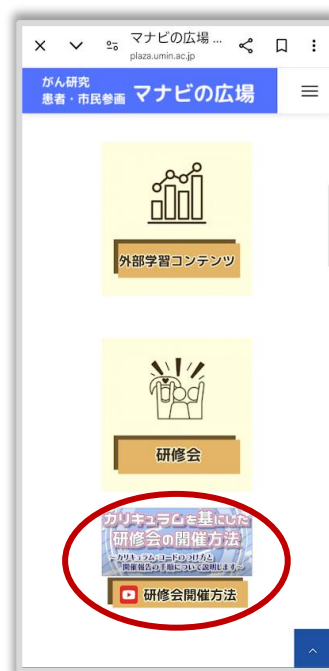 マナビの広場 ...
plaza.umin.ac.jp
がん研究
患者・市民参画 マナビの広場
外部学習コンテンツ
研修会
カリキュラムを基にした
研修会の開催方法
~カリキュラム・コードのつけ方と
開催報告の手順について説明します~
研修会開催方法